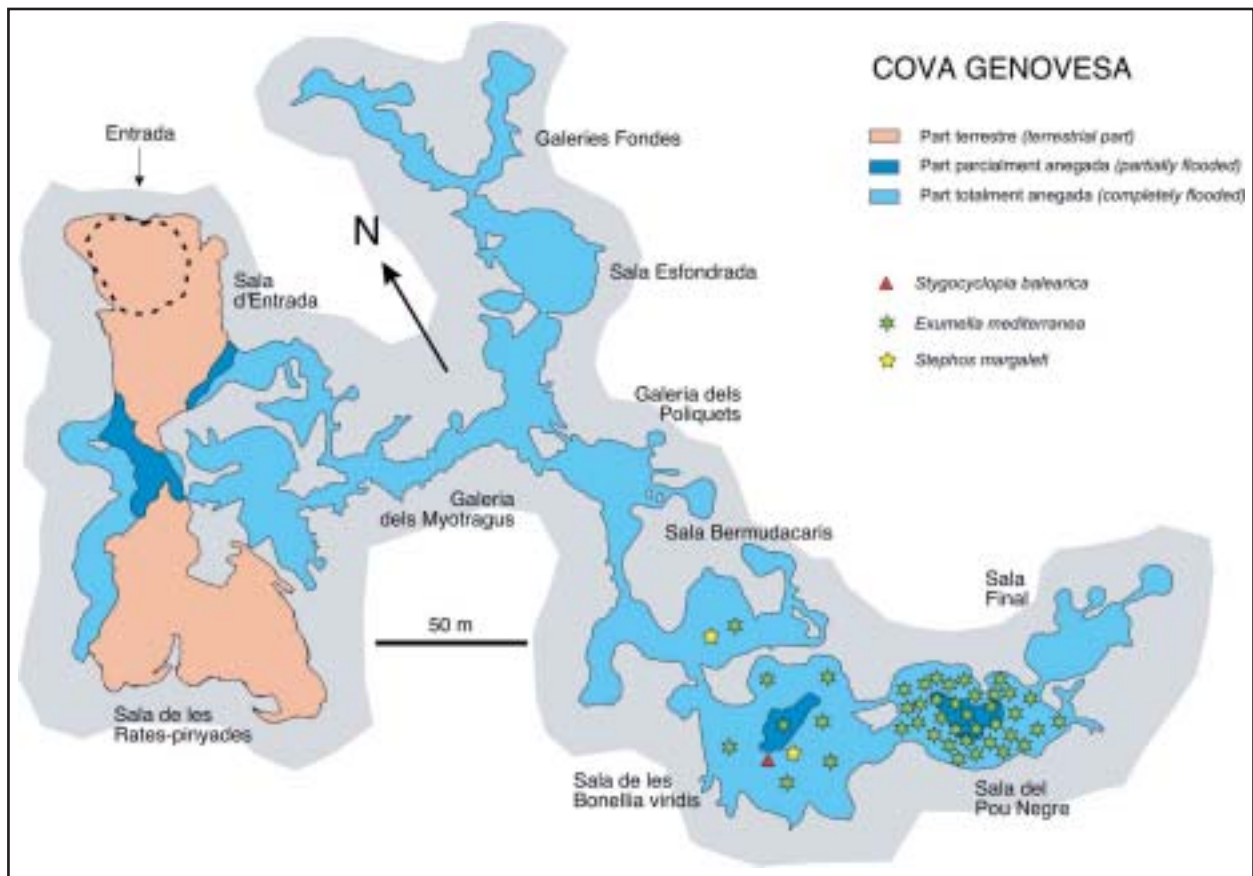 COVA GENOVESA
Part terrestre (terrestrial part)
Part parcialment anegada (partially flooded)
Part totalment anegada (completely flooded)
Stygocyclopia balearica
Exumella mediterranea
Stephos margalefi
Entrada
Galeries Fondes
N
Sala
d'Entrada
Sala Esfondrada
Galeria dels
Poliquets
Galeria
dels Myotragus
Sala Bermudacaris
Sala
Final
50 m
Sala de les
Rates-pinyades
Sala de les
Bonellia viridis
Sala del
Pou Negre